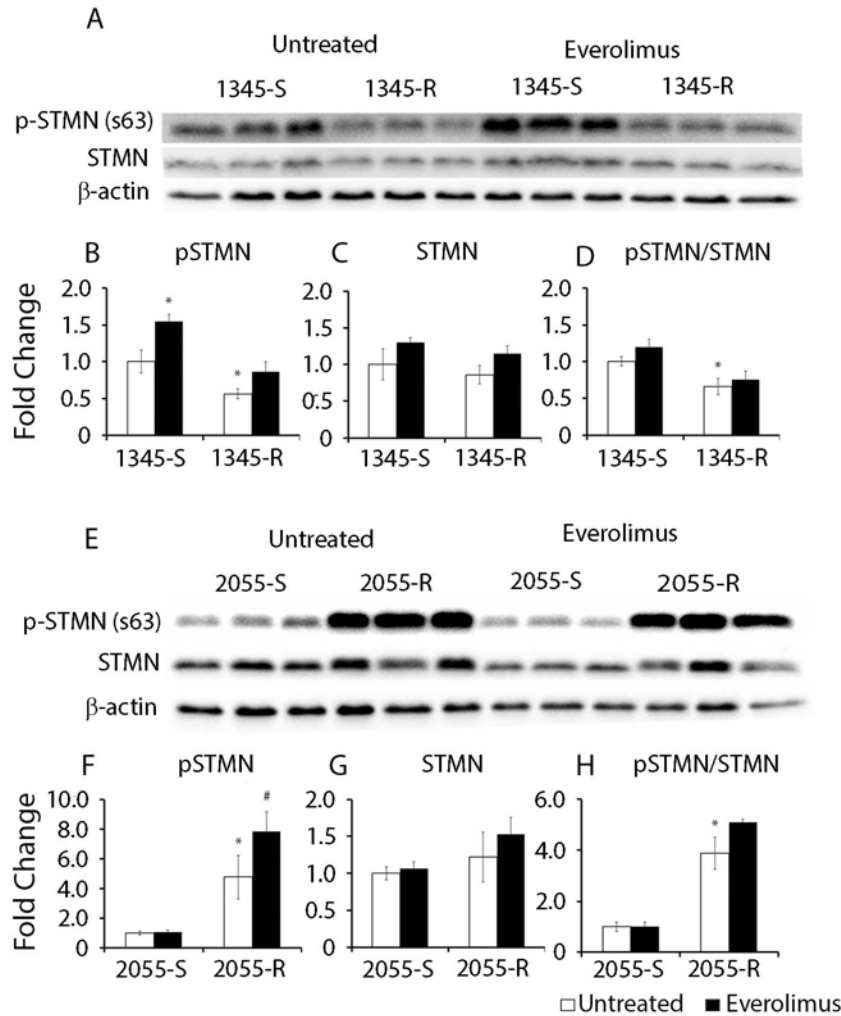 A
Untreated Everolimus
1345-S 1345-R 1345-S 1345-R
p-STMN (s63)
STMN
β-actin
B pSTMN C STMN D pSTMN/STMN
Fold Change
2.0 2.0 2.0
1.5 1.5 1.5
1.0 1.0 1.0
0.5 0.5 0.5
0 0 0
* * *
1345-S 1345-R 1345-S 1345-R 1345-S 1345-R
E
Untreated Everolimus
2055-S 2055-R 2055-S 2055-R
p-STMN (s63)
STMN
β-actin
F pSTMN G STMN H pSTMN/STMN
Fold Change
10.0 2.0 6.0
8.0 1.5 4.0
6.0 1.0 2.0
4.0 0.5 0
2.0 0
0
* # *
2055-S 2055-R 2055-S 2055-R 2055-S 2055-R
Untreated Everolimus